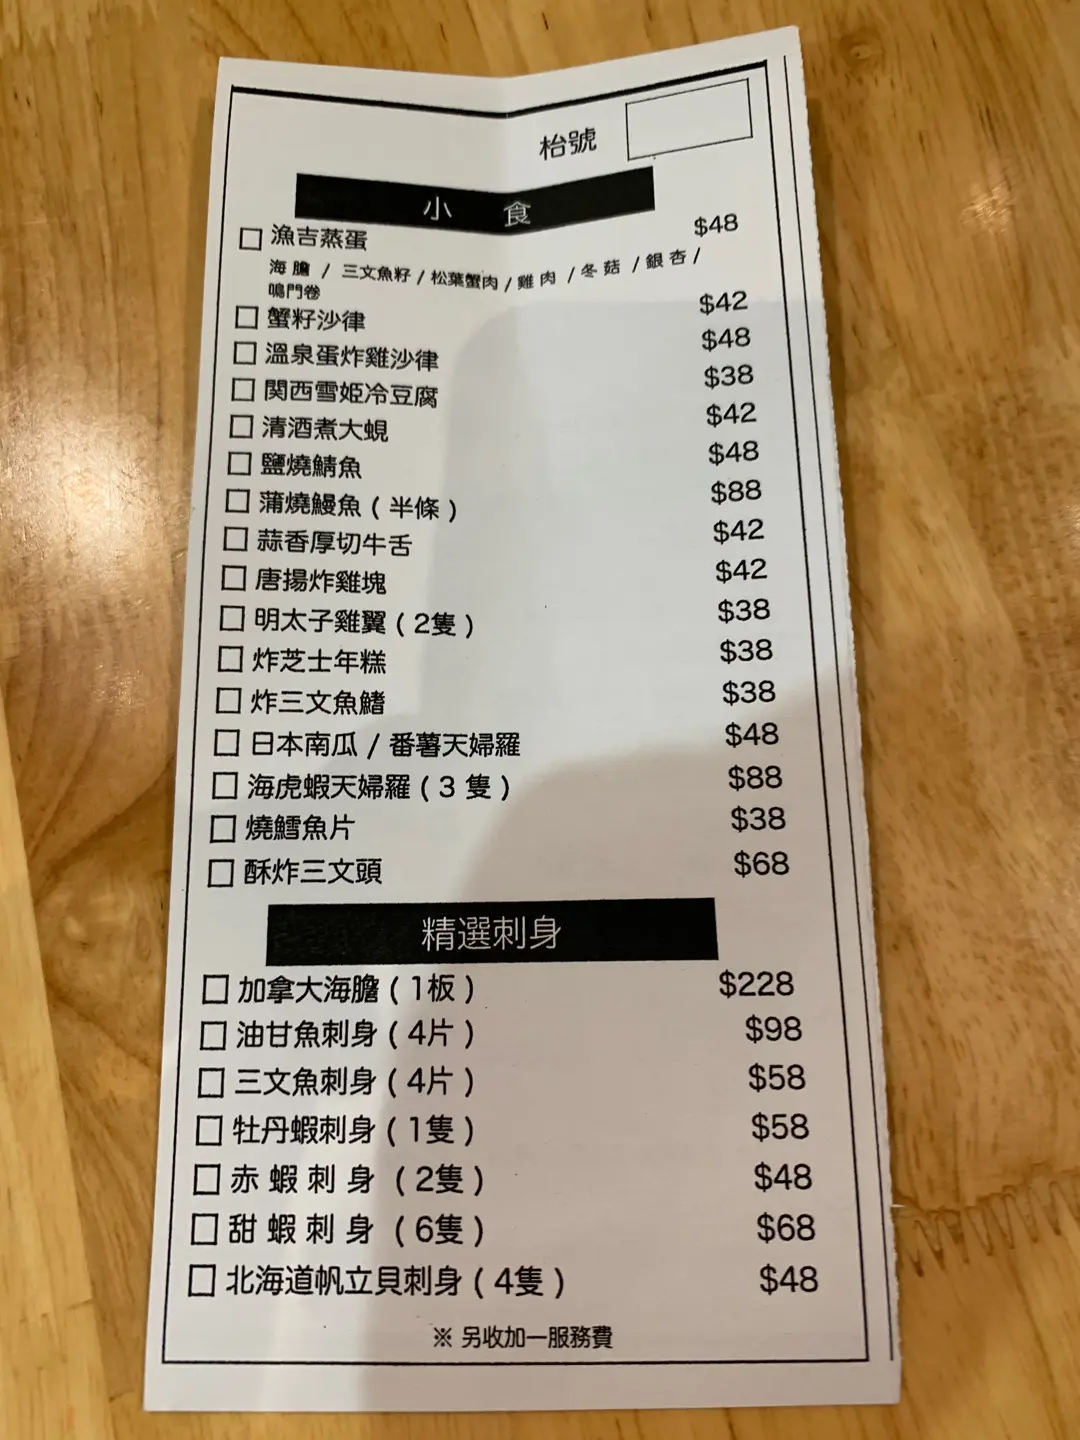 枱號
小 食
□ 漁吉蒸蛋 $48
海膽 / 三文魚籽 / 松葉蟹肉 / 雞肉 / 冬菇 / 銀杏 /
鳴門卷
□ 蟹籽沙律 $42
□ 溫泉蛋炸雞沙律 $48
□ 関西雪姫冷豆腐 $38
□ 清酒煮大蜆 $42
□ 鹽燒鯖魚 $48
□ 蒲燒鰻魚 ( 半條 ) $88
□ 蒜香厚切牛舌 $42
□ 唐揚炸雞塊 $42
□ 明太子雞翼 ( 2隻 ) $38
□ 炸芝士年糕 $38
□ 炸三文魚鰭 $38
□ 日本南瓜 / 番薯天婦羅 $48
□ 海虎蝦天婦羅 ( 3 隻 ) $88
□ 燒鱈魚片 $38
□ 酥炸三文頭 $68
精選刺身
□ 加拿大海膽 ( 1板 ) $228
□ 油甘魚刺身 ( 4片 ) $98
□ 三文魚刺身 ( 4片 ) $58
□ 牡丹蝦刺身 ( 1隻 ) $58
□ 赤蝦刺身 ( 2隻 ) $48
□ 甜蝦刺身 ( 6隻 ) $68
□ 北海道帆立貝刺身 ( 4隻 ) $48
※ 另收加一服務費